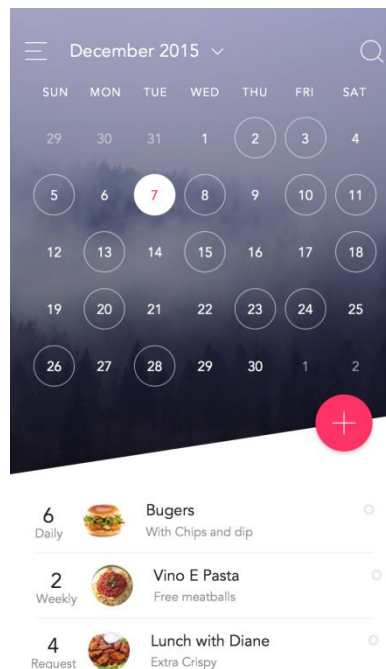 December 2015
SUN MON TUE WED THU FRI SAT
29 30 31 1 2 3 4
5 6 7 8 9 10 11
12 13 14 15 16 17 18
19 20 21 22 23 24 25
26 27 28 29 30 1 2
6 Bugers
Daily With Chips and dip
2 Vino E Pasta
Weekly Free meatballs
4 Lunch with Diane
Request Extra Crispy